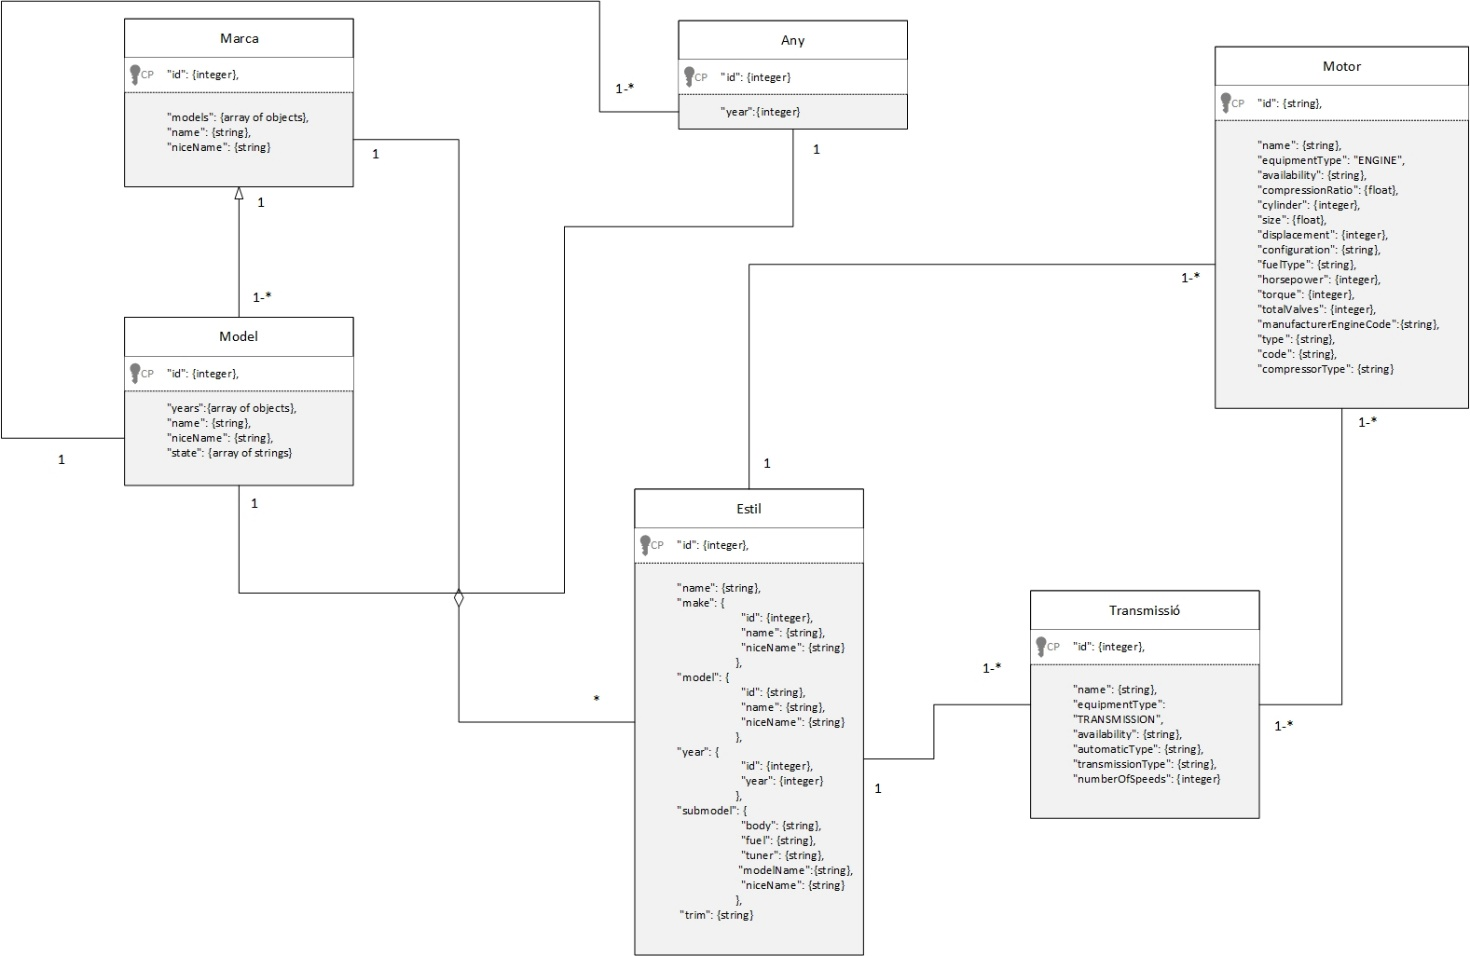 Marca
CP "id": {integer},
"models": {array of objects},
"name": {string},
"niceName": {string}
1
1
1-*
Any
CP "id": {integer}
"year":{integer}
1-*
1
Motor
CP "id": {string},
"name": {string},
"equipmentType": "ENGINE",
"availability": {string},
"compressionRatio": {float},
"cylinder": {integer},
"size": {float},
"displacement": {integer},
"configuration": {string},
"fuelType": {string},
"horsepower": {integer},
"torque": {integer},
"totalValves": {integer},
"manufacturerEngineCode":{string},
"type": {string},
"code": {string},
"compressorType": {string}
1-*
1-*
Model
CP "id": {integer},
"years":{array of objects},
"name": {string},
"niceName": {string},
"state": {array of strings}
1
1
1
Estil
CP "id": {integer},
"name": {string},
"make": {
"id": {integer},
"name": {string},
"niceName": {string}
},
"model": {
"id": {string},
"name": {string},
"niceName": {string}
},
"year": {
"id": {integer},
"year": {integer}
},
"submodel": {
"body": {string},
"fuel": {string},
"tuner": {string},
"modelName":{string},
"niceName": {string}
},
"trim": {string}
*
1
1-*
Transmissió
CP "id": {integer},
"name": {string},
"equipmentType":
"TRANSMISSION",
"availability": {string},
"automaticType": {string},
"transmissionType": {string},
"numberOfSpeeds": {integer}
1-*